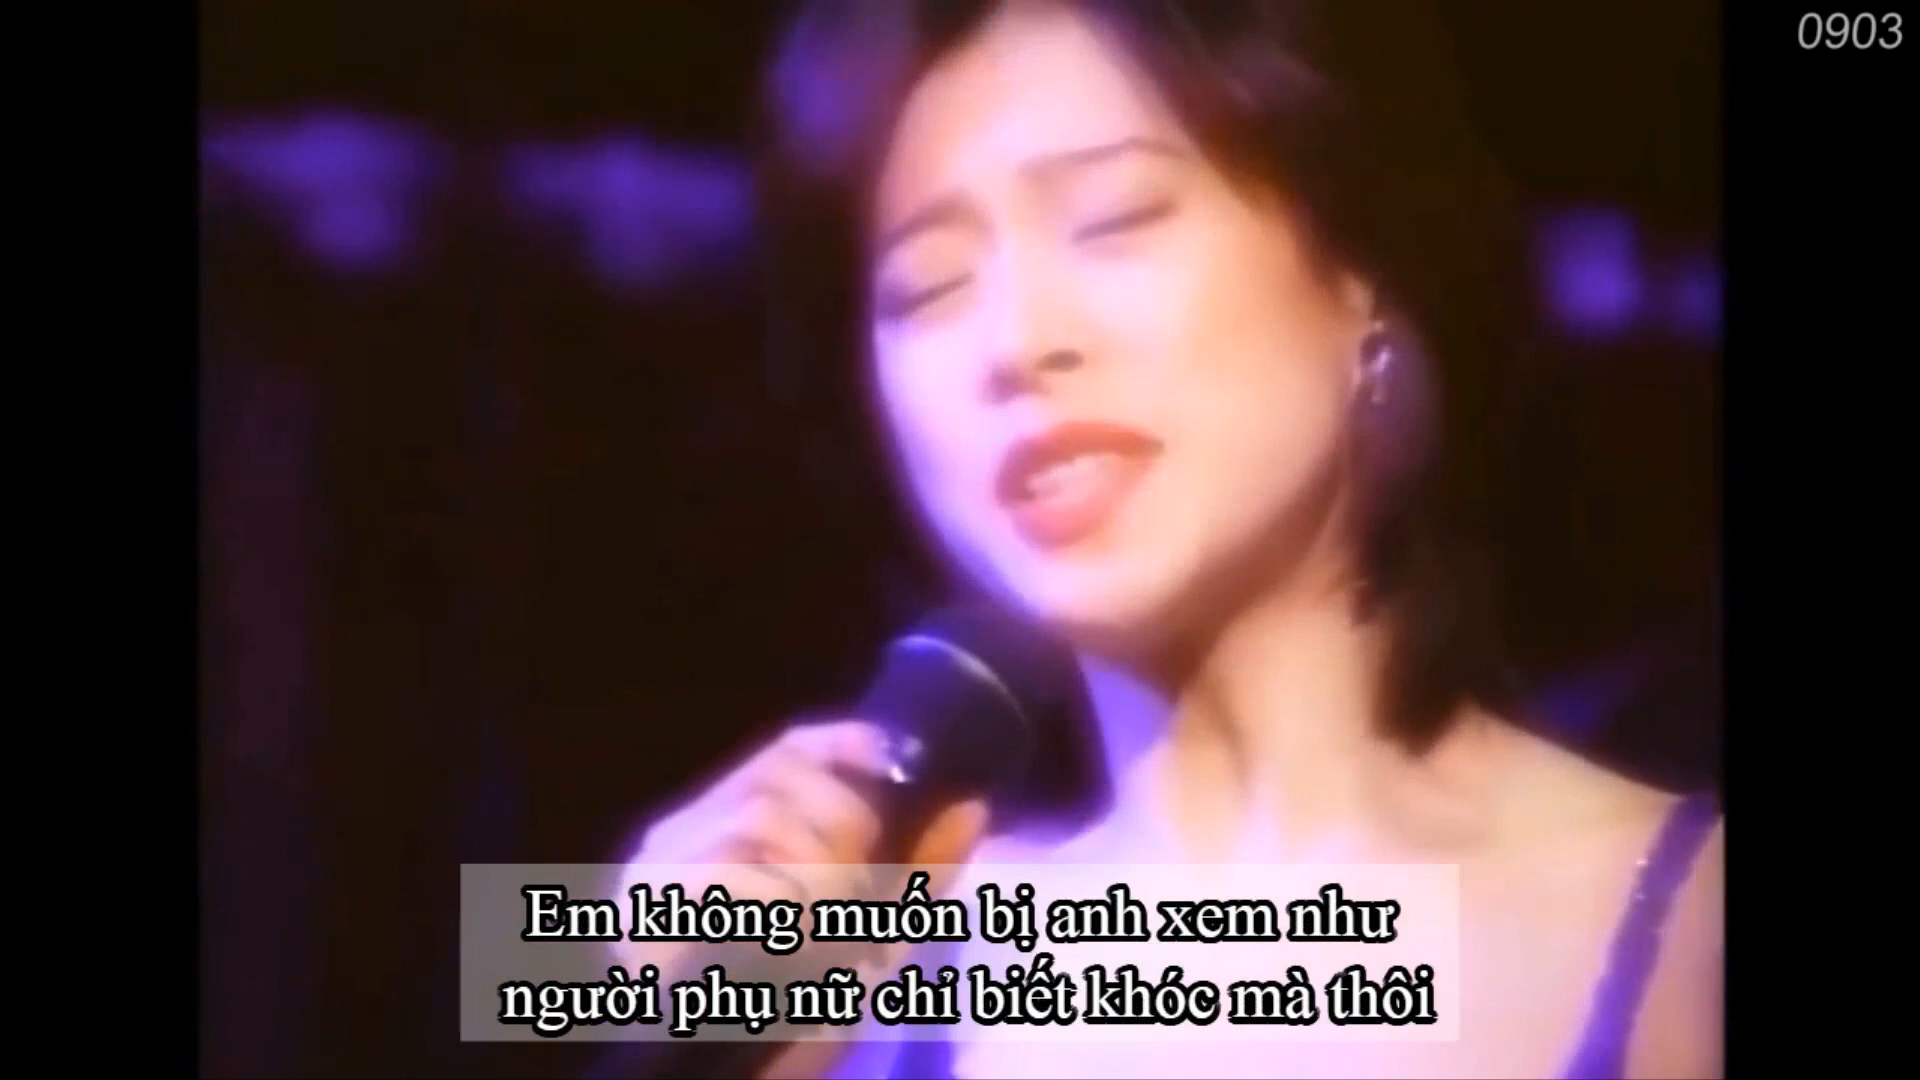 0903
Em không muốn bị anh xem như
người phụ nữ chỉ biết khóc mà thôi